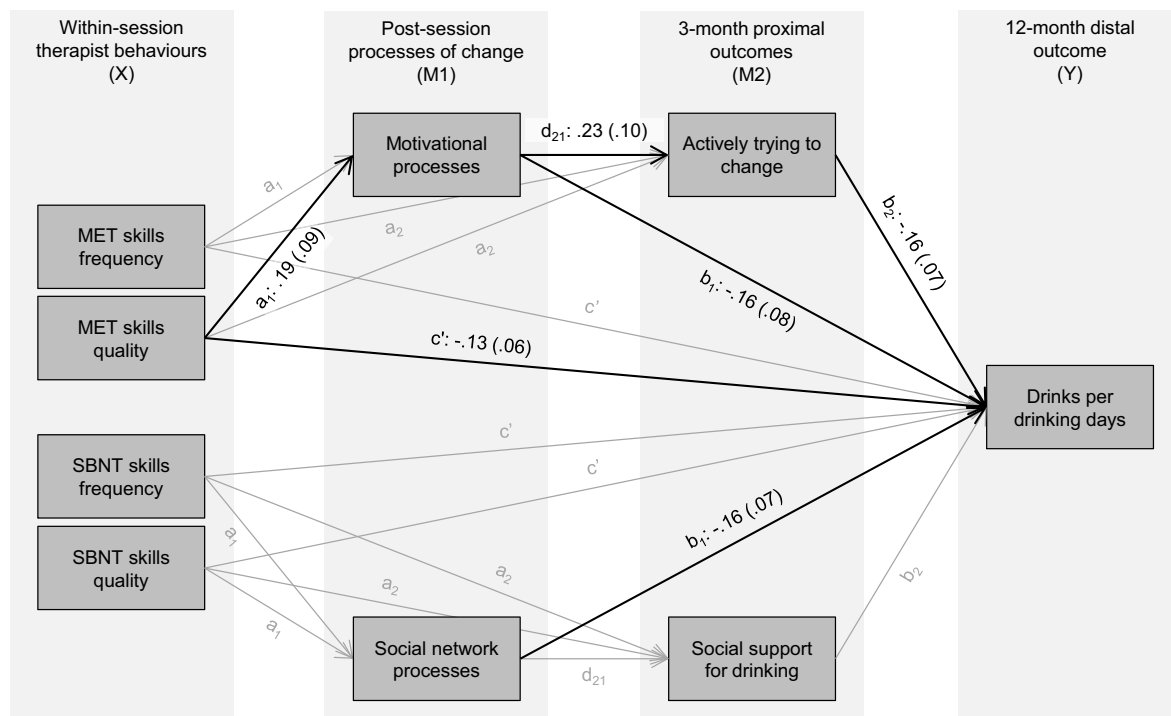 Within-session
therapist behaviours
(X)
Post-session
processes of change
(M1)
3-month proximal
outcomes
(M2)
12-month distal
outcome
(Y)
Motivational
processes
d₂₁: .23 (.10)
Actively trying to
change
a₁
a₂
a₂
a₁: .19 (.09)
b₂: -.16 (.07)
b₁: -.16 (.08)
MET skills
frequency
MET skills
quality
c'
c': -.13 (.06)
Drinks per
drinking days
c'
c'
SBNT skills
frequency
SBNT skills
quality
b₁: -.16 (.07)
a₁
a₂
a₂
a₁
b₂
Social network
processes
d₂₁
Social support
for drinking